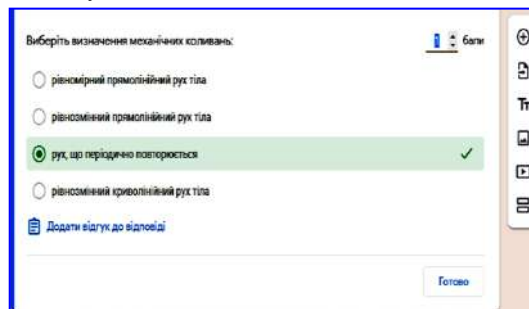 Виберіть визначення механічних коливань:
1 бали
рівномірний прямолінійний рух тіла
рівнозмінний прямолінійний рух тіла
рух, що періодично повторюється
рівнозмінний криволінійний рух тіла
Додати відгук до відповіді
Готово
Тт